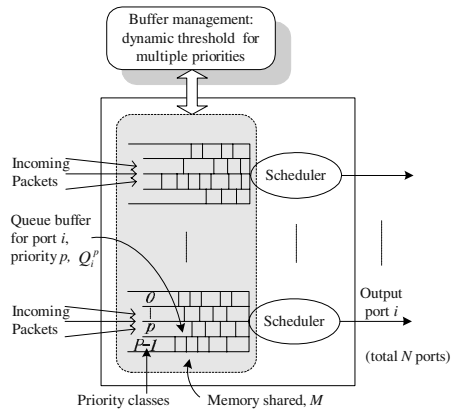 Buffer management:
dynamic threshold for
multiple priorities
Incoming
Packets
Scheduler
Queue buffer
for port i,
priority p, Q_i^p
0
Incoming
Packets
p
P-1
Scheduler
Output
port i
(total N ports)
Priority classes
Memory shared, M